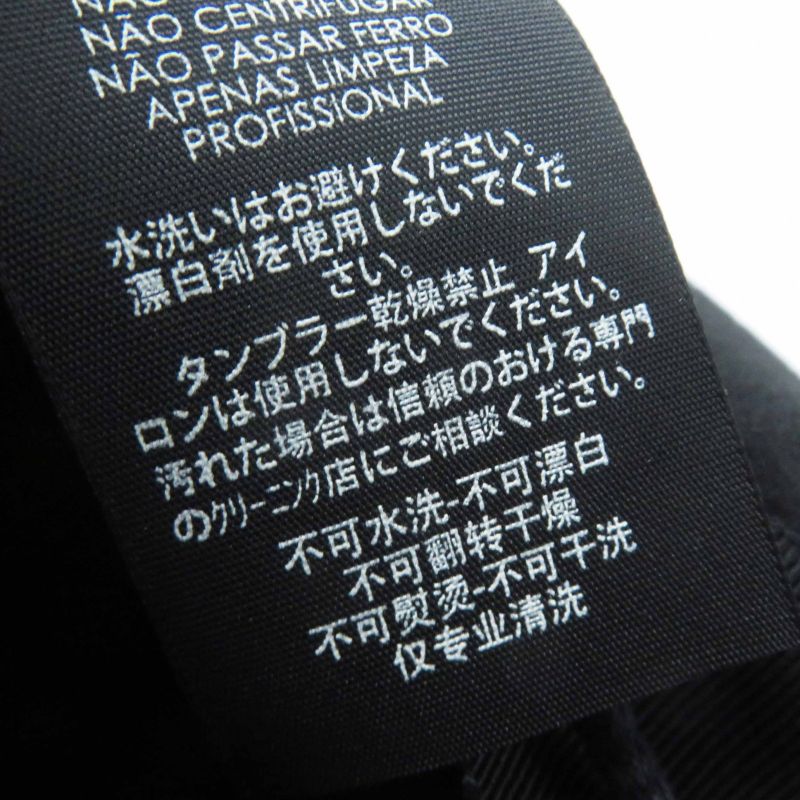 NÃO CENTRIFUGAR
NÃO PASSAR FERRO
APENAS LIMPEZA
PROFISSIONAL
水洗いはお避けください。
漂白剤を使用しないでくだ
さい。
タンブラー乾燥禁止 アイ
ロンは使用しないでください。
汚れた場合は信頼のおける専門
のクリーニング店にご相談ください。
不可水洗-不可漂白
不可翻转干燥
不可熨烫-不可干洗
仅专业清洗